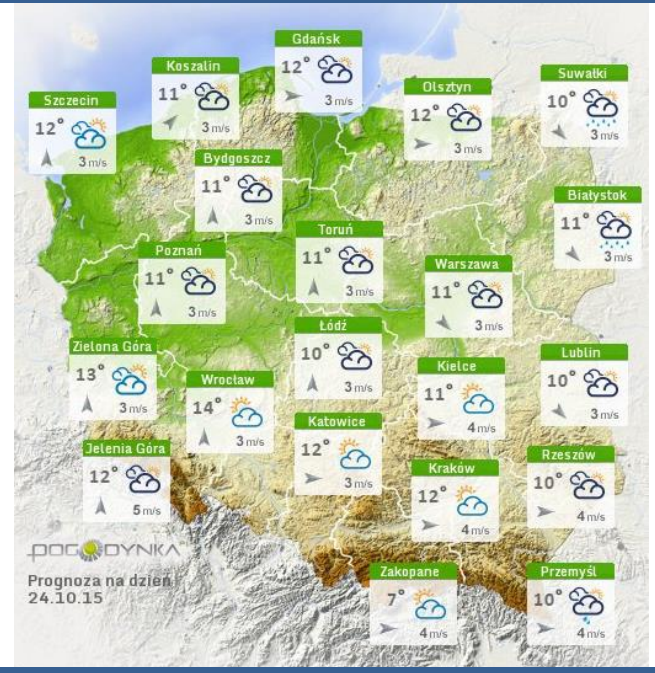 Gdańsk
12°
3 m/s
Koszalin
11°
3 m/s
Olsztyn
12°
3 m/s
Suwałki
10°
3 m/s
Szczecin
12°
3 m/s
Bydgoszcz
11°
3 m/s
Białystok
11°
3 m/s
Toruń
11°
3 m/s
Poznań
11°
3 m/s
Warszawa
11°
3 m/s
Łódź
10°
3 m/s
Zielona Góra
13°
3 m/s
Wrocław
14°
3 m/s
Kielce
11°
4 m/s
Lublin
10°
3 m/s
Katowice
12°
3 m/s
Jelenia Góra
12°
5 m/s
Kraków
12°
4 m/s
Rzeszów
10°
4 m/s
Zakopane
7°
4 m/s
Przemyśl
10°
4 m/s
POGODYNKA
Prognoza na dzień
24.10.15